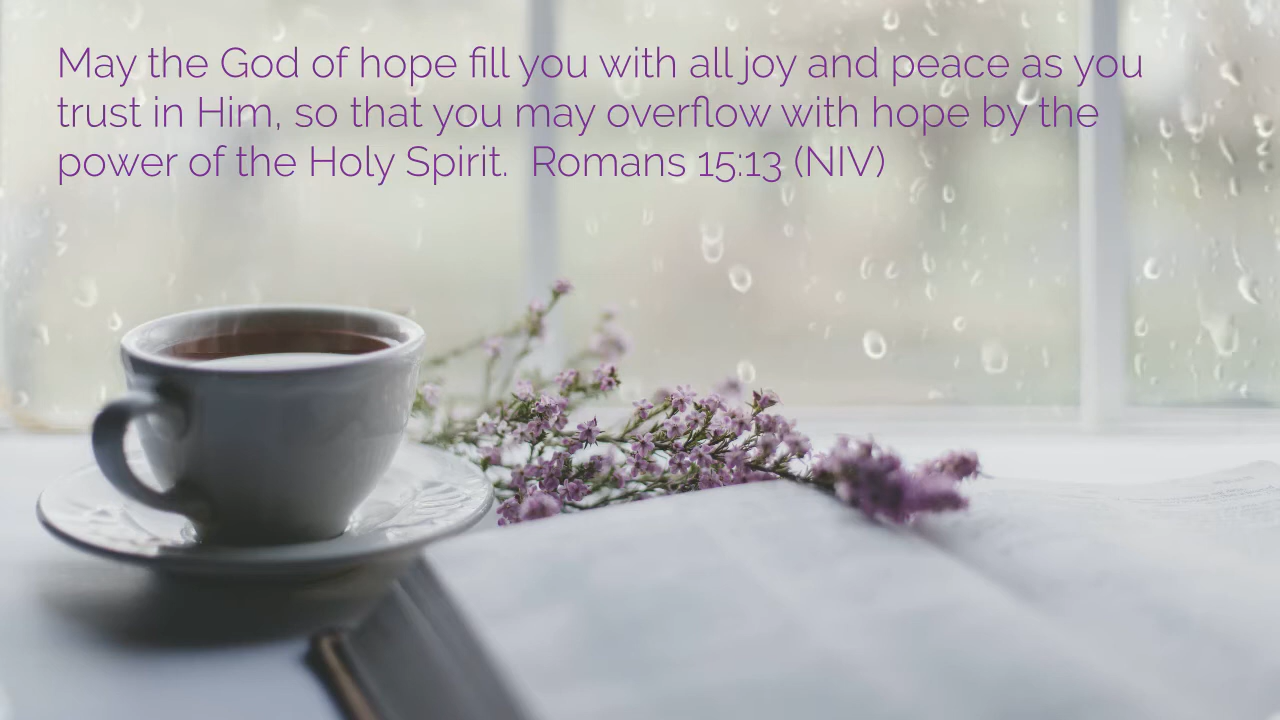 May the God of hope fill you with all joy and peace as you
trust in Him, so that you may overflow with hope by the
power of the Holy Spirit.  Romans 15:13 (NIV)